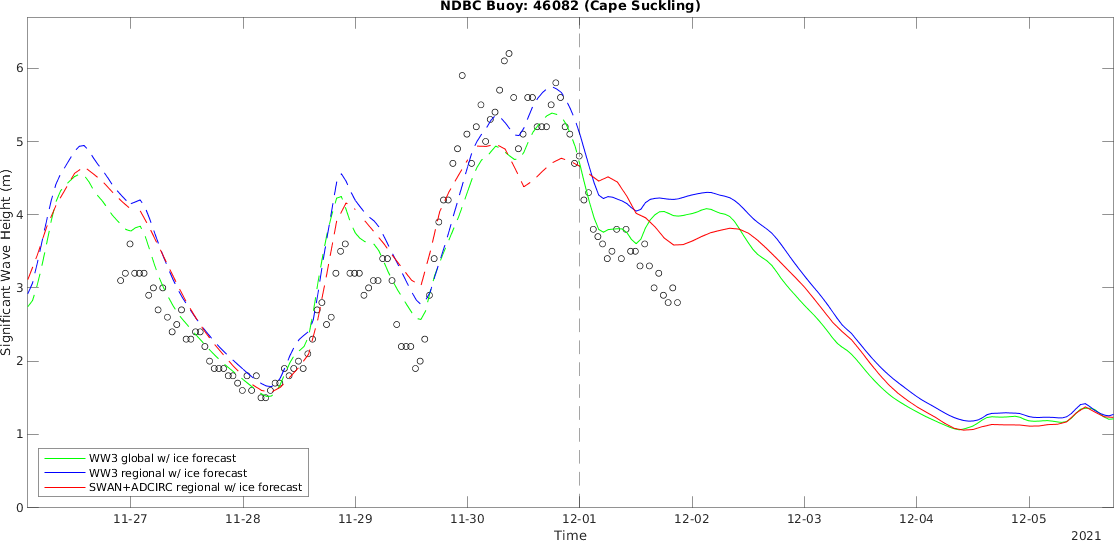 NDBC Buoy: 46082 (Cape Suckling)
Significant Wave Height (m)
6
5
4
3
2
1
0
WW3 global w/ ice forecast
WW3 regional w/ ice forecast
SWAN+ADCIRC regional w/ ice forecast
11-27 11-28 11-29 11-30 12-01 12-02 12-03 12-04 12-05
Time
2021